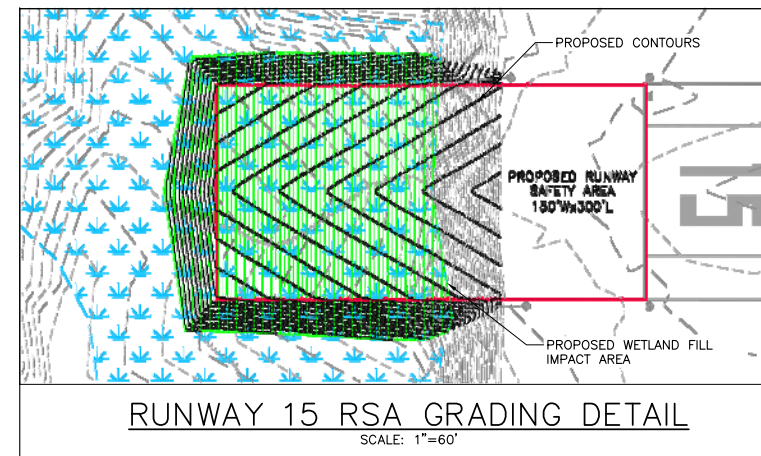 PROPOSED CONTOURS
PROPOSED RUNWAY
SAFETY AREA
150'Wx300'L
15
PROPOSED WETLAND FILL
IMPACT AREA
RUNWAY 15 RSA GRADING DETAIL
SCALE: 1"=60'